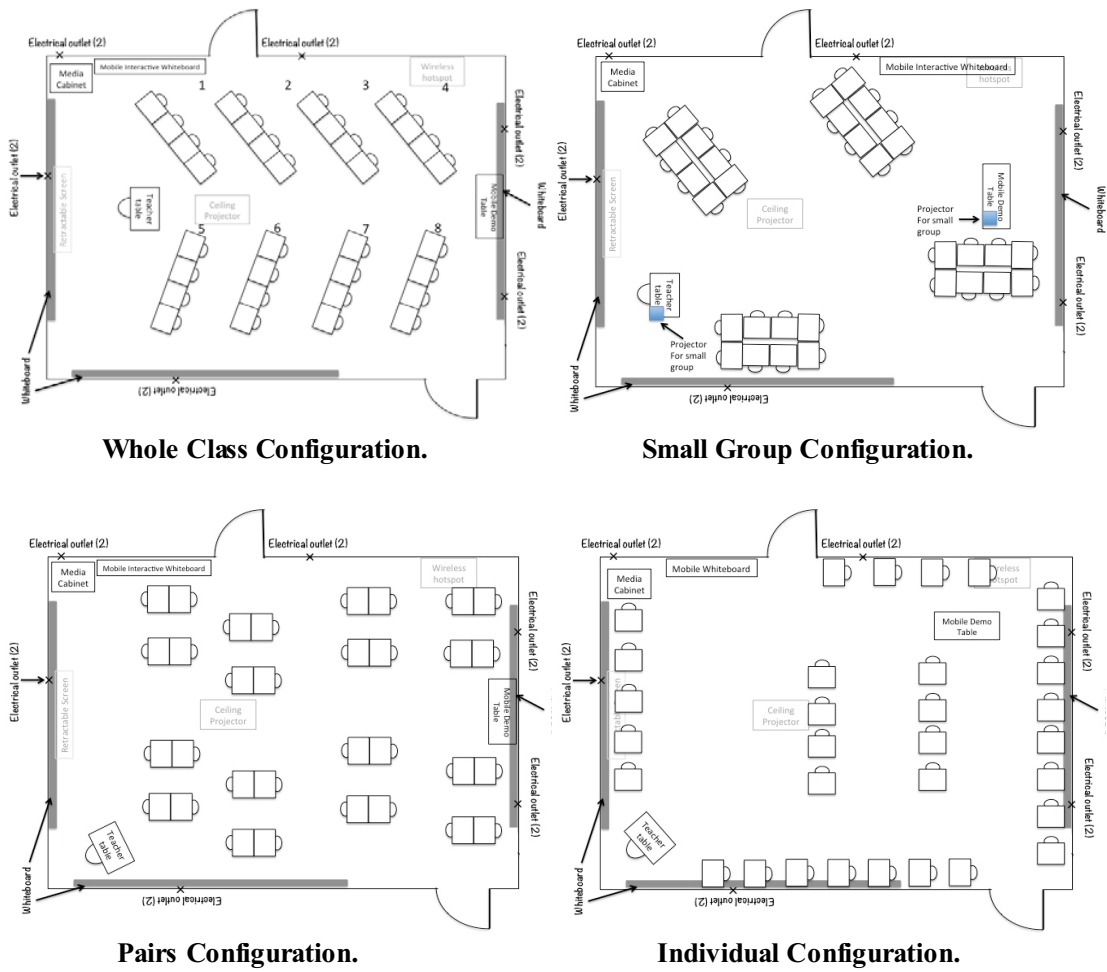 Electrical outlet (2)
Electrical outlet (2)
Media
Cabinet
Mobile Interactive Whiteboard
Wireless
hotspot
1
2
3
4
Electrical outlet (2)
Electrical outlet (2)
Retractable Screen
Teacher
table
Ceiling
Projector
Mobile Demo
Table
Whiteboard
5
6
7
8
Electrical outlet (2)
Whiteboard
Electrical outlet (2)
Whole Class Configuration.
Electrical outlet (2)
Electrical outlet (2)
Media
Cabinet
Mobile Interactive Whiteboard
hotspot
Electrical outlet (2)
Electrical outlet (2)
Retractable Screen
Ceiling
Projector
Mobile Demo
Table
Projector
For small
group
Whiteboard
Teacher
table
Projector
For small
group
Electrical outlet (2)
Whiteboard
Electrical outlet (2)
Small Group Configuration.
Electrical outlet (2)
Electrical outlet (2)
Media
Cabinet
Mobile Interactive Whiteboard
Wireless
hotspot
Electrical outlet (2)
Electrical outlet (2)
Retractable Screen
Ceiling
Projector
Mobile Demo
Table
Electrical outlet (2)
Teacher
table
Whiteboard
Electrical outlet (2)
Pairs Configuration.
Electrical outlet (2)
Electrical outlet (2)
Media
Cabinet
Mobile Whiteboard
hotspot
Electrical outlet (2)
Electrical outlet (2)
Mobile Demo
Table
Ceiling
Projector
Electrical outlet (2)
Teacher
table
Whiteboard
Electrical outlet (2)
Individual Configuration.